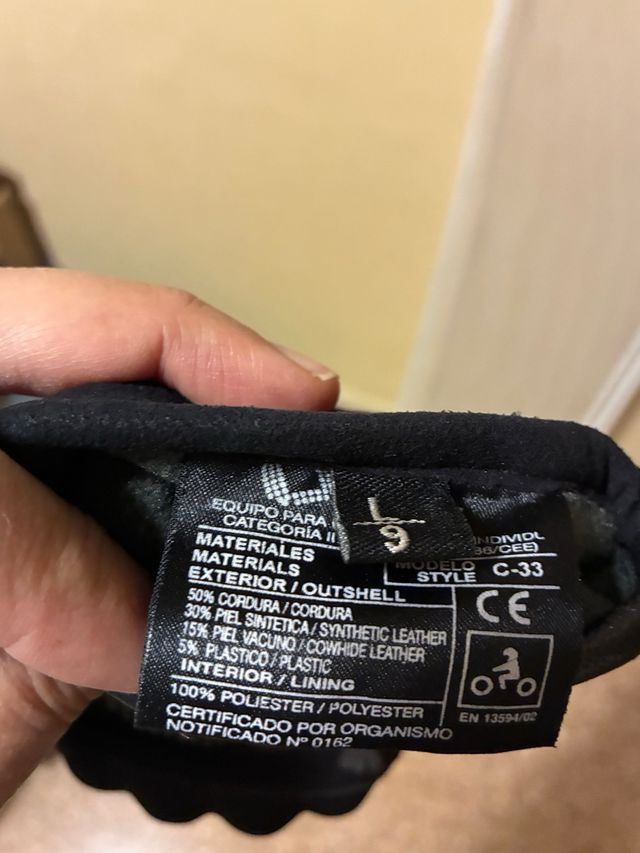 L
9
EQUIPO PARA
CATEGORÍA II
MATERIALES
MATERIALS
EXTERIOR / OUTSHELL
50% CORDURA / CORDURA
30% PIEL SINTETICA / SYNTHETIC LEATHER
15% PIEL VACUNO / COWHIDE LEATHER
5% PLASTICO / PLASTIC
INTERIOR / LINING
100% POLIESTER / POLYESTER
CERTIFICADO POR ORGANISMO
NOTIFICADO Nº 0162
/CEE)
MODELO
STYLE C-33
CE
EN 13594/02